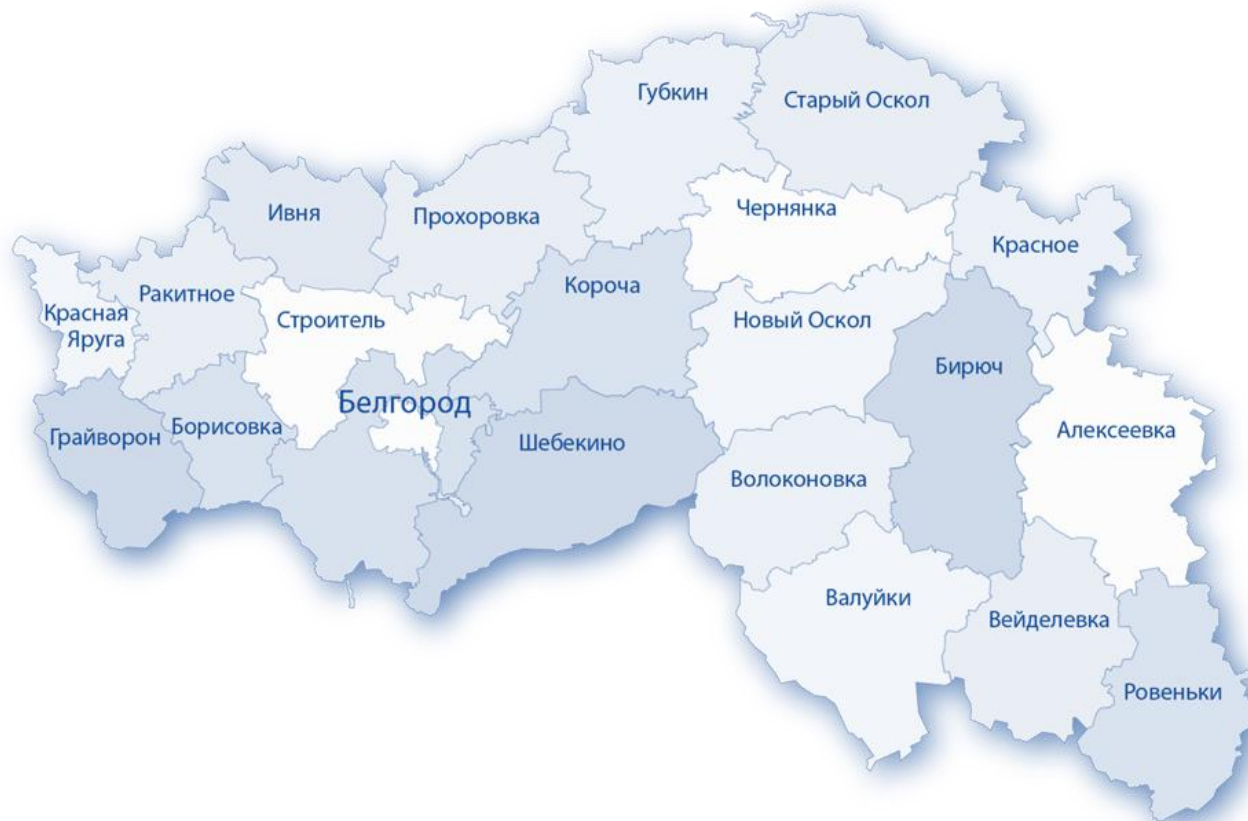 Губкин
Старый Оскол
Ивня
Прохоровка
Чернянка
Красное
Ракитное
Короча
Красная
Яруга
Строитель
Новый Оскол
Бирюч
Белгород
Грайворон
Борисовка
Шебекино
Алексеевка
Волоконовка
Валуйки
Вейделевка
Ровеньки